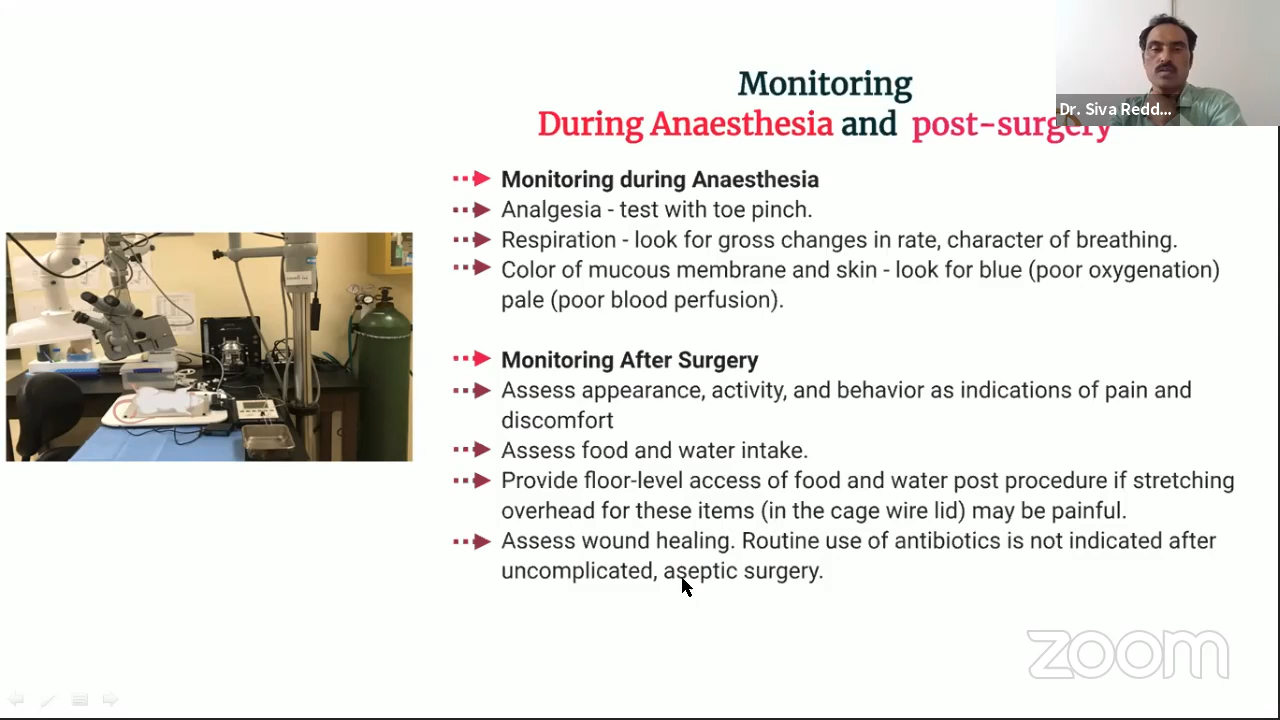 Monitoring
During Anaesthesia and post-surgery
Dr. Siva Redd...
Monitoring during Anaesthesia
Analgesia - test with toe pinch.
Respiration - look for gross changes in rate, character of breathing.
Color of mucous membrane and skin - look for blue (poor oxygenation)
pale (poor blood perfusion).
Monitoring After Surgery
Assess appearance, activity, and behavior as indications of pain and
discomfort
Assess food and water intake.
Provide floor-level access of food and water post procedure if stretching
overhead for these items (in the cage wire lid) may be painful.
Assess wound healing. Routine use of antibiotics is not indicated after
uncomplicated, aseptic surgery.
zoom